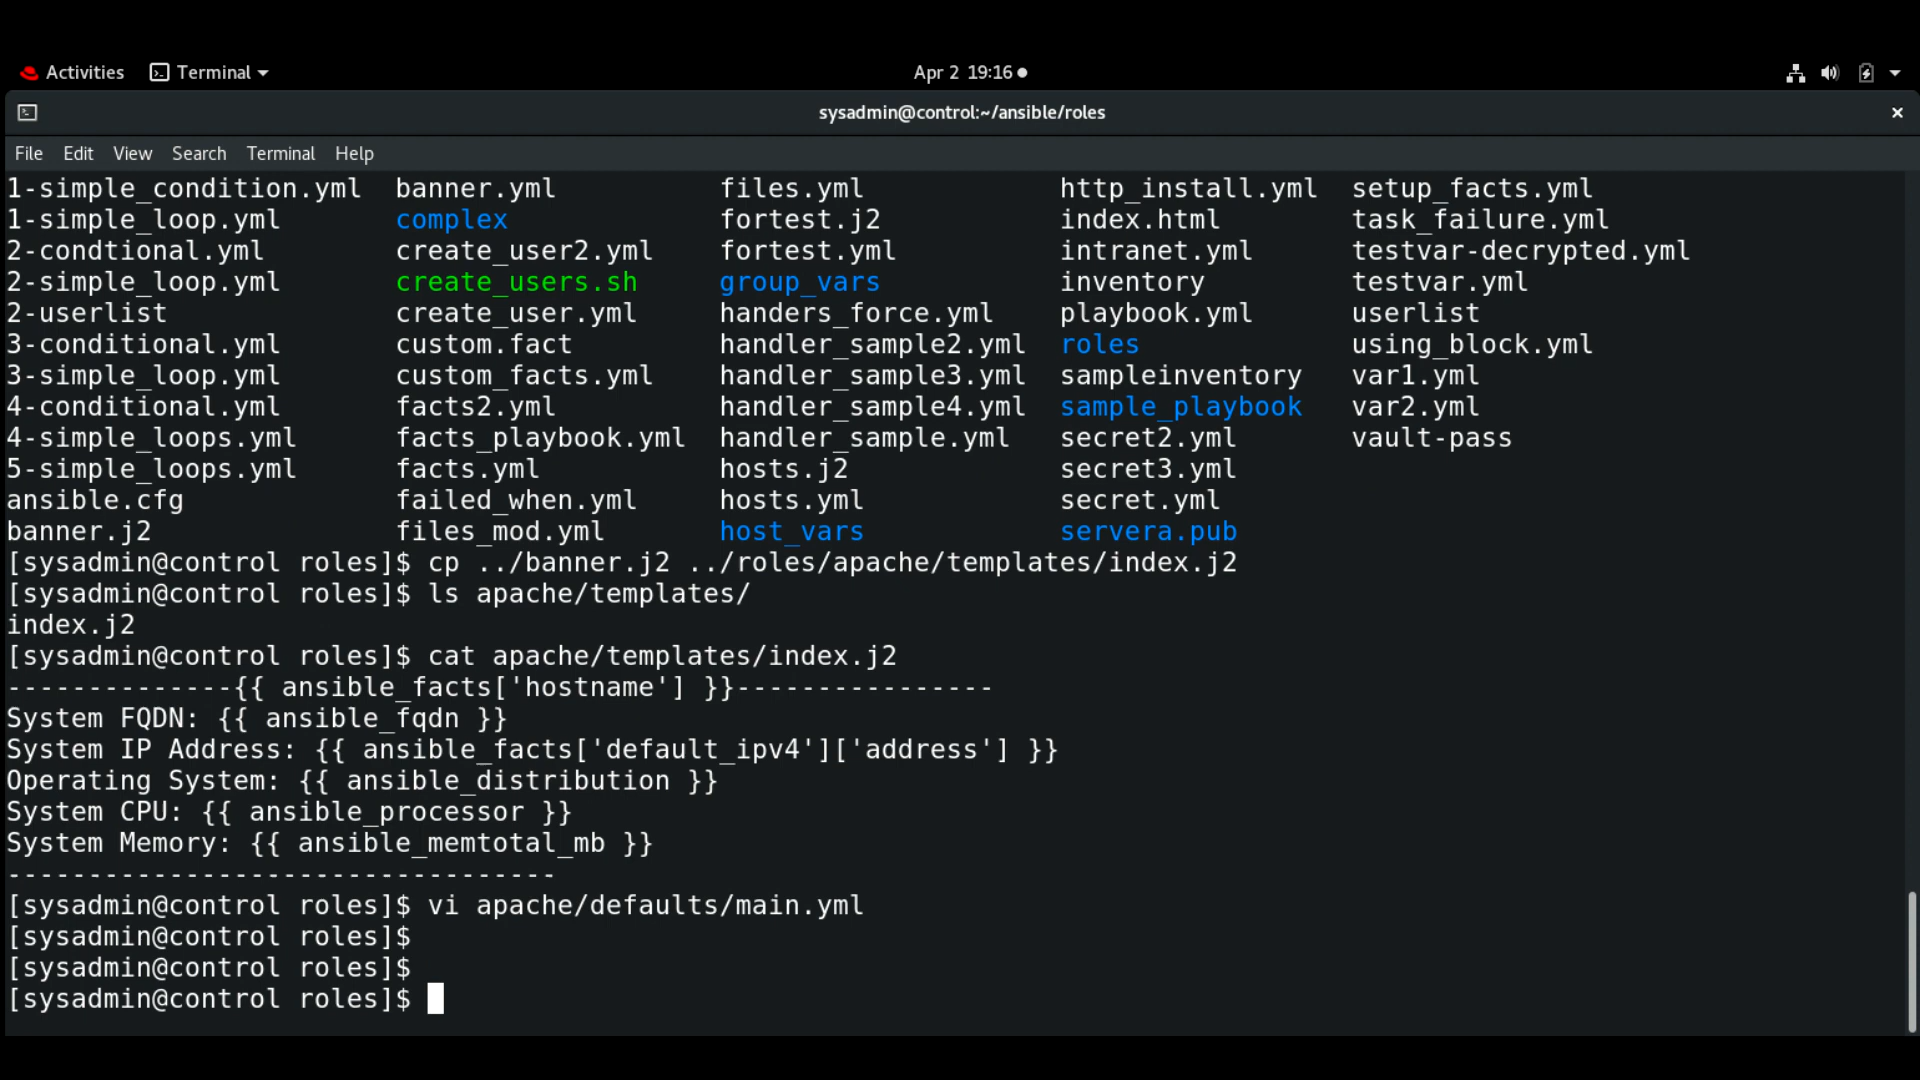 Activities Terminal Apr 2 19:16
sysadmin@control:~/ansible/roles
File Edit View Search Terminal Help
1-simple_condition.yml banner.yml files.yml http_install.yml setup_facts.yml
1-simple_loop.yml complex fortest.j2 index.html task_failure.yml
2-condtional.yml create_user2.yml fortest.yml intranet.yml testvar-decrypted.yml
2-simple_loop.yml create_users.sh group_vars inventory testvar.yml
2-userlist create_user.yml handers_force.yml playbook.yml userlist
3-conditional.yml custom.fact handler_sample2.yml roles using_block.yml
3-simple_loop.yml custom_facts.yml handler_sample3.yml sampleinventory var1.yml
4-conditional.yml facts2.yml handler_sample4.yml sample_playbook var2.yml
4-simple_loops.yml facts_playbook.yml handler_sample.yml secret2.yml vault-pass
5-simple_loops.yml facts.yml hosts.j2 secret3.yml
ansible.cfg failed_when.yml hosts.yml secret.yml
banner.j2 files_mod.yml host_vars servera.pub
[sysadmin@control roles]$ cp ../banner.j2 ../roles/apache/templates/index.j2
[sysadmin@control roles]$ ls apache/templates/
index.j2
[sysadmin@control roles]$ cat apache/templates/index.j2
--------------{{ ansible_facts['hostname'] }}----------------
System FQDN: {{ ansible_fqdn }}
System IP Address: {{ ansible_facts['default_ipv4']['address'] }}
Operating System: {{ ansible_distribution }}
System CPU: {{ ansible_processor }}
System Memory: {{ ansible_memtotal_mb }}
----------------------------------
[sysadmin@control roles]$ vi apache/defaults/main.yml
[sysadmin@control roles]$
[sysadmin@control roles]$
[sysadmin@control roles]$